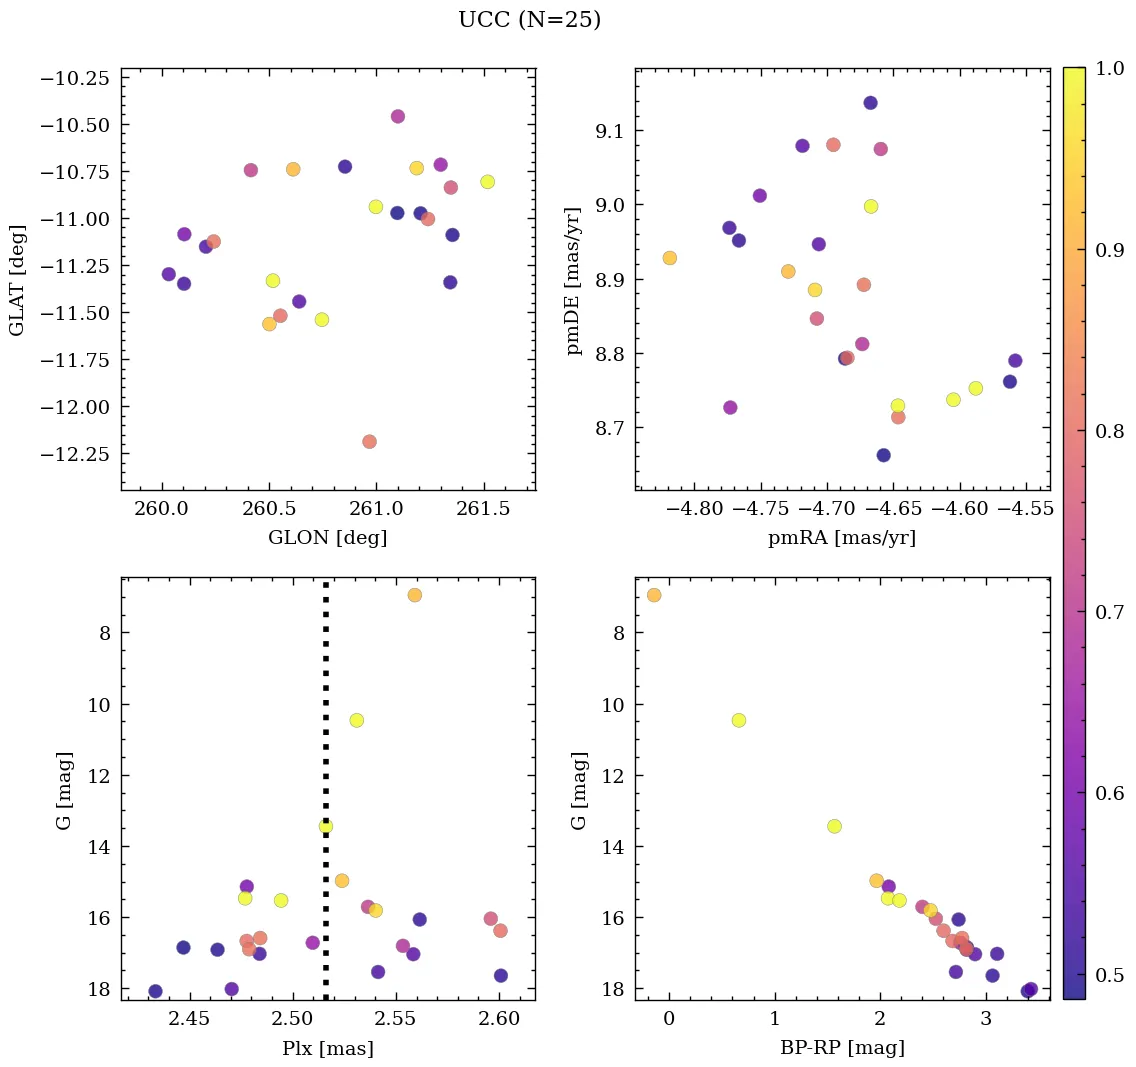 UCC (N=25)
−10.25
−10.50
−10.75
−11.00
−11.25
−11.50
−11.75
−12.00
−12.25
GLAT [deg]
260.0 260.5 261.0 261.5
GLON [deg]
9.1
9.0
8.9
8.8
8.7
pmDE [mas/yr]
−4.80 −4.75 −4.70 −4.65 −4.60 −4.55
pmRA [mas/yr]
8
10
12
14
16
18
G [mag]
2.45 2.50 2.55 2.60
Plx [mas]
8
10
12
14
16
18
G [mag]
0 1 2 3
BP-RP [mag]
1.0
0.9
0.8
0.7
0.6
0.5